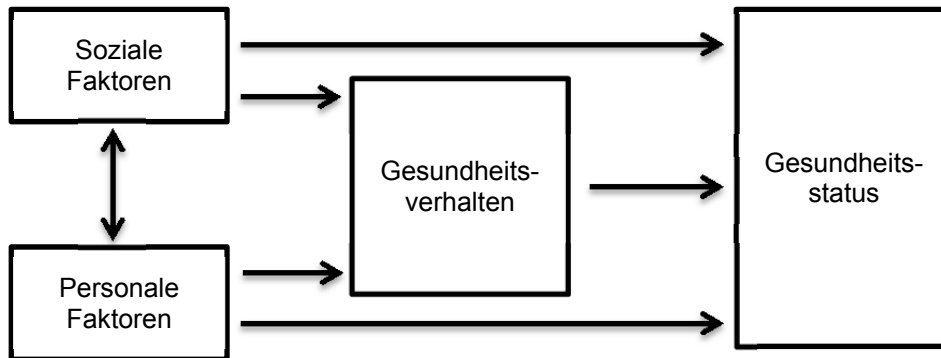 Soziale
Faktoren
Gesundheits-
verhalten
Gesundheits-
status
Personale
Faktoren